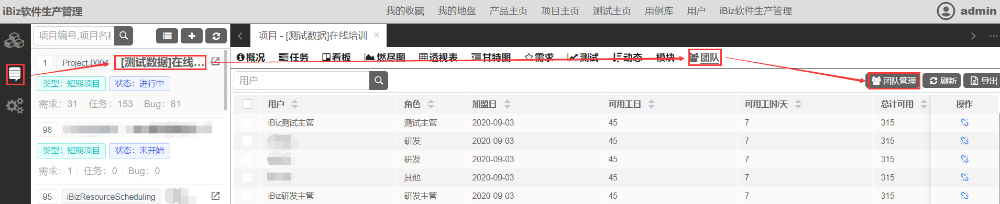 iBiz软件生产管理
我的收藏 我的地盘 产品主页 项目主页 测试主页 用例库 用户 iBiz软件生产管理
admin
项目编号,项目名称
1 Project-0004 [测试数据]在线...
类型：短期项目 状态：进行中
需求：31 任务：153 Bug：81
98
类型：短期项目 状态：未开始
需求：1 任务：0 Bug：0
95 iBizResourceScheduling
项目 - [测试数据]在线培训 ×
概况 任务 看板 燃尽图 透视表 甘特图 需求 测试 动态 模块 团队
用户
团队管理 刷新 导出
用户 角色 加盟日 可用工日 可用工时/天 总计可用 操作
iBiz测试主管 测试主管 2020-09-03 45 7 315
研发 2020-09-03 45 7 315
研发 2020-09-03 45 7 315
其他 2020-09-03 45 7 315
iBiz研发主管 研发主管 2020-09-03 45 7 315